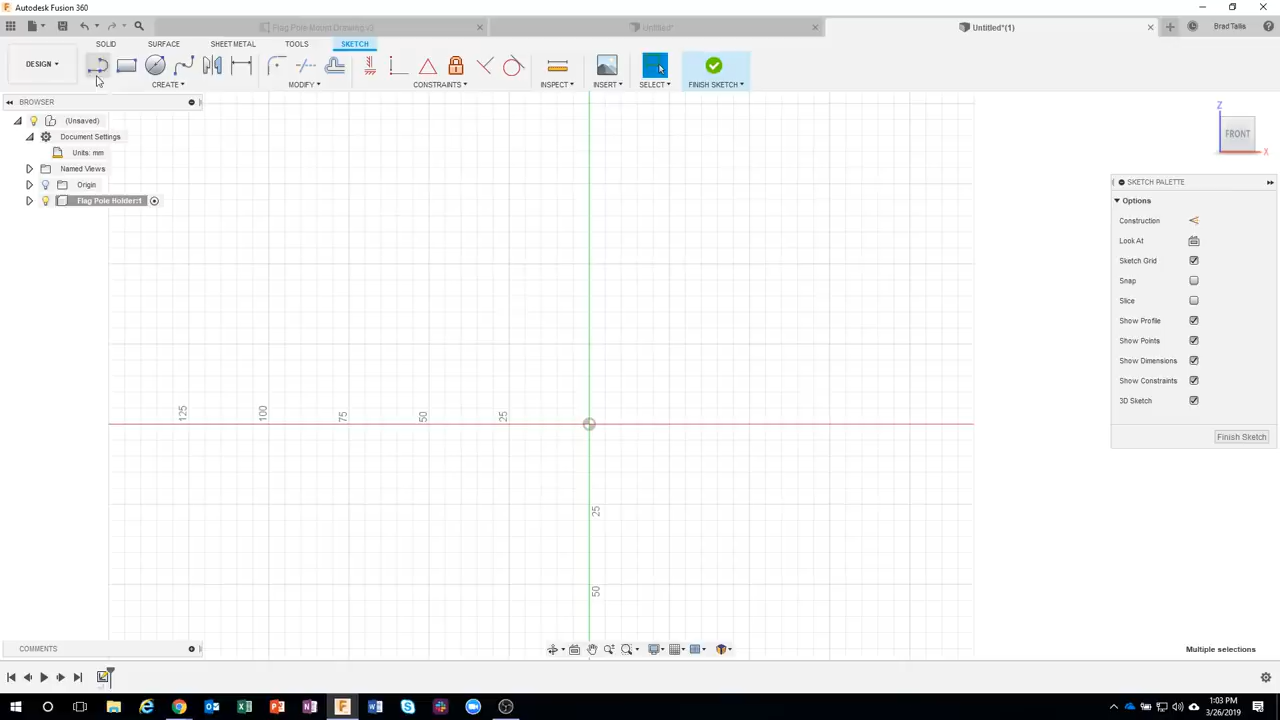 Autodesk Fusion 360
Flag Pole Mount Drawing v3
Untitled*
Untitled*(1)
Brad Tallis
SOLID
SURFACE
SHEET METAL
TOOLS
SKETCH
DESIGN
CREATE
MODIFY
CONSTRAINTS
INSPECT
INSERT
SELECT
FINISH SKETCH
BROWSER
(Unsaved)
Document Settings
Units: mm
Named Views
Origin
Flag Pole Holder:1
Z
FRONT
X
SKETCH PALETTE
Options
Construction
Look At
Sketch Grid
Snap
Slice
Show Profile
Show Points
Show Dimensions
Show Constraints
3D Sketch
Finish Sketch
125
100
75
50
25
25
50
COMMENTS
Multiple selections
1:03 PM
3/26/2019